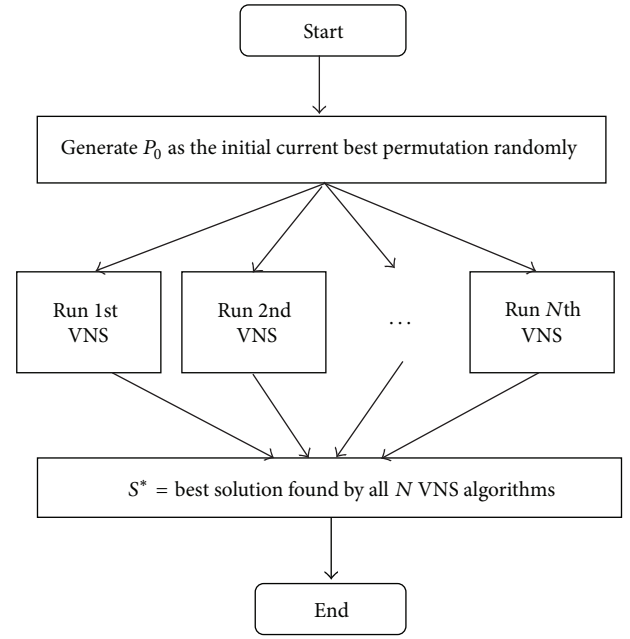 Start
Generate P₀ as the initial current best permutation randomly
Run 1st
VNS
Run 2nd
VNS
...
Run Nth
VNS
S* = best solution found by all N VNS algorithms
End